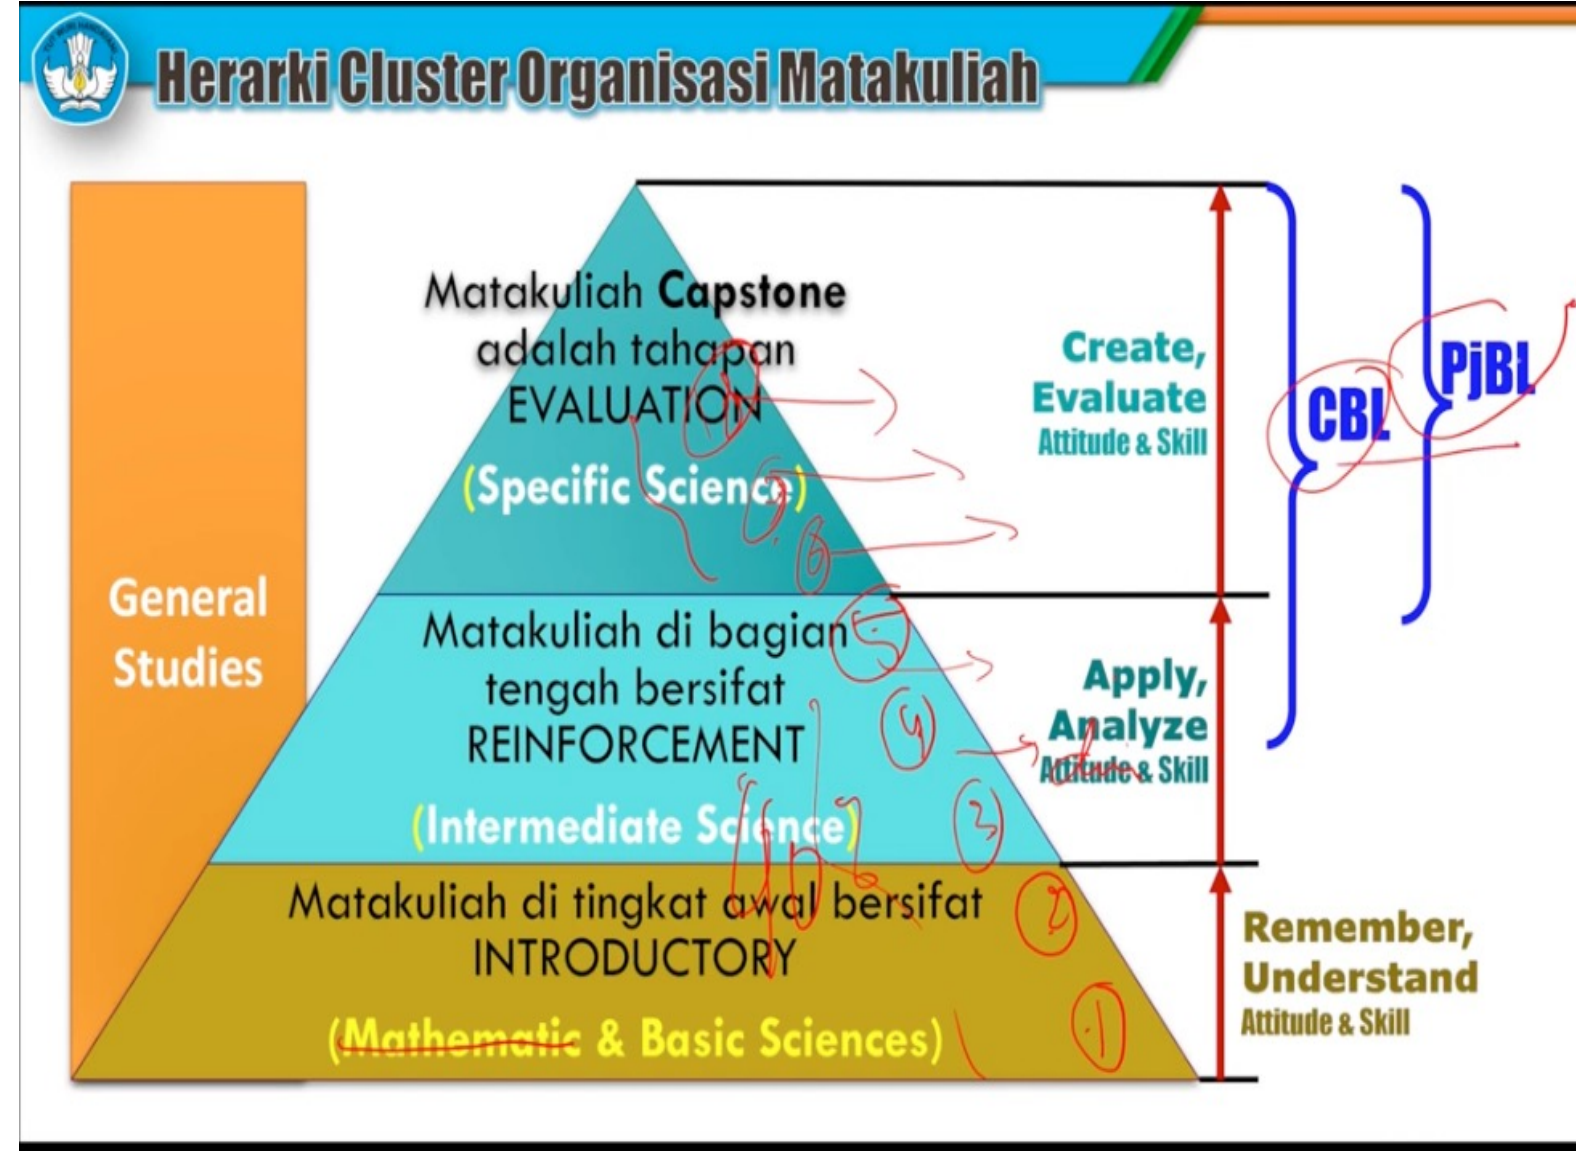 Herarki Cluster Organisasi Matakuliah
General
Studies
Matakuliah Capstone
adalah tahapan
EVALUATION
(Specific Science)
Matakuliah di bagian
tengah bersifat
REINFORCEMENT
(Intermediate Science)
Matakuliah di tingkat awal bersifat
INTRODUCTORY
(Mathematic & Basic Sciences)
5
4
3
2
1
Create,
Evaluate
Attitude & Skill
Apply,
Analyze
Attitude & Skill
Remember,
Understand
Attitude & Skill
CBL
PjBL